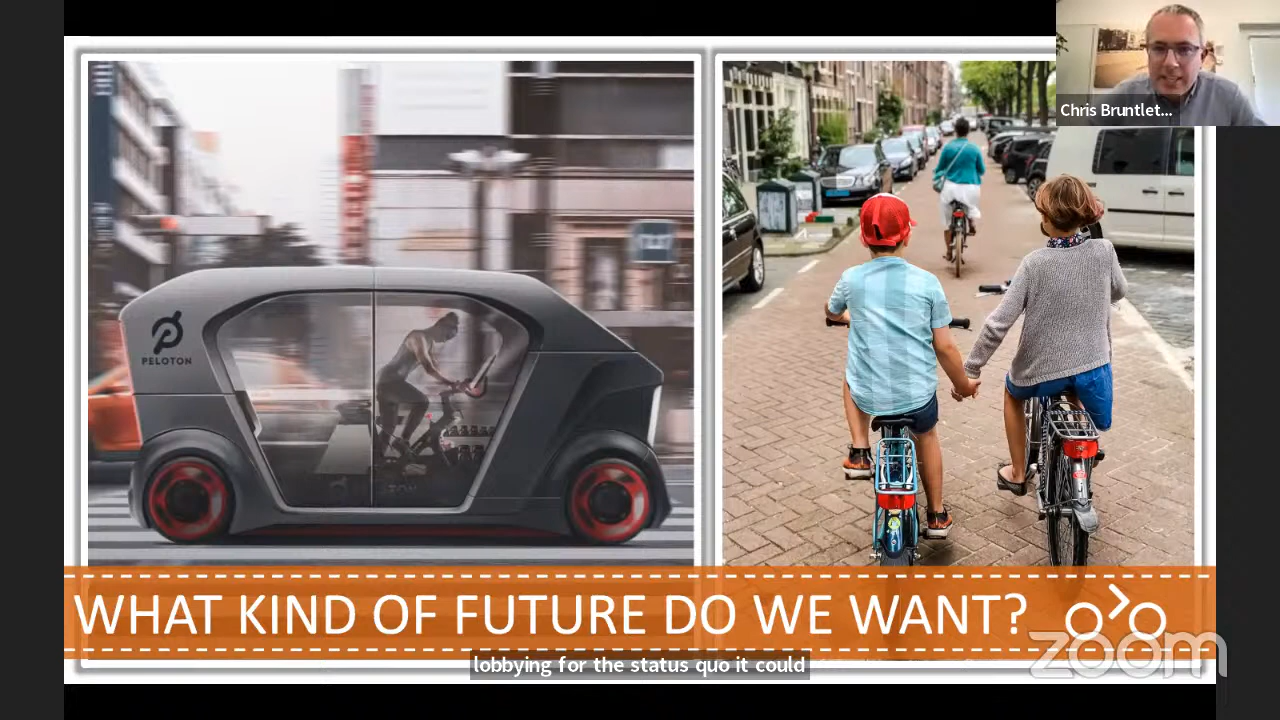 Chris Bruntlet...
PELOTON
WHAT KIND OF FUTURE DO WE WANT?
zoom
lobbying for the status quo it could